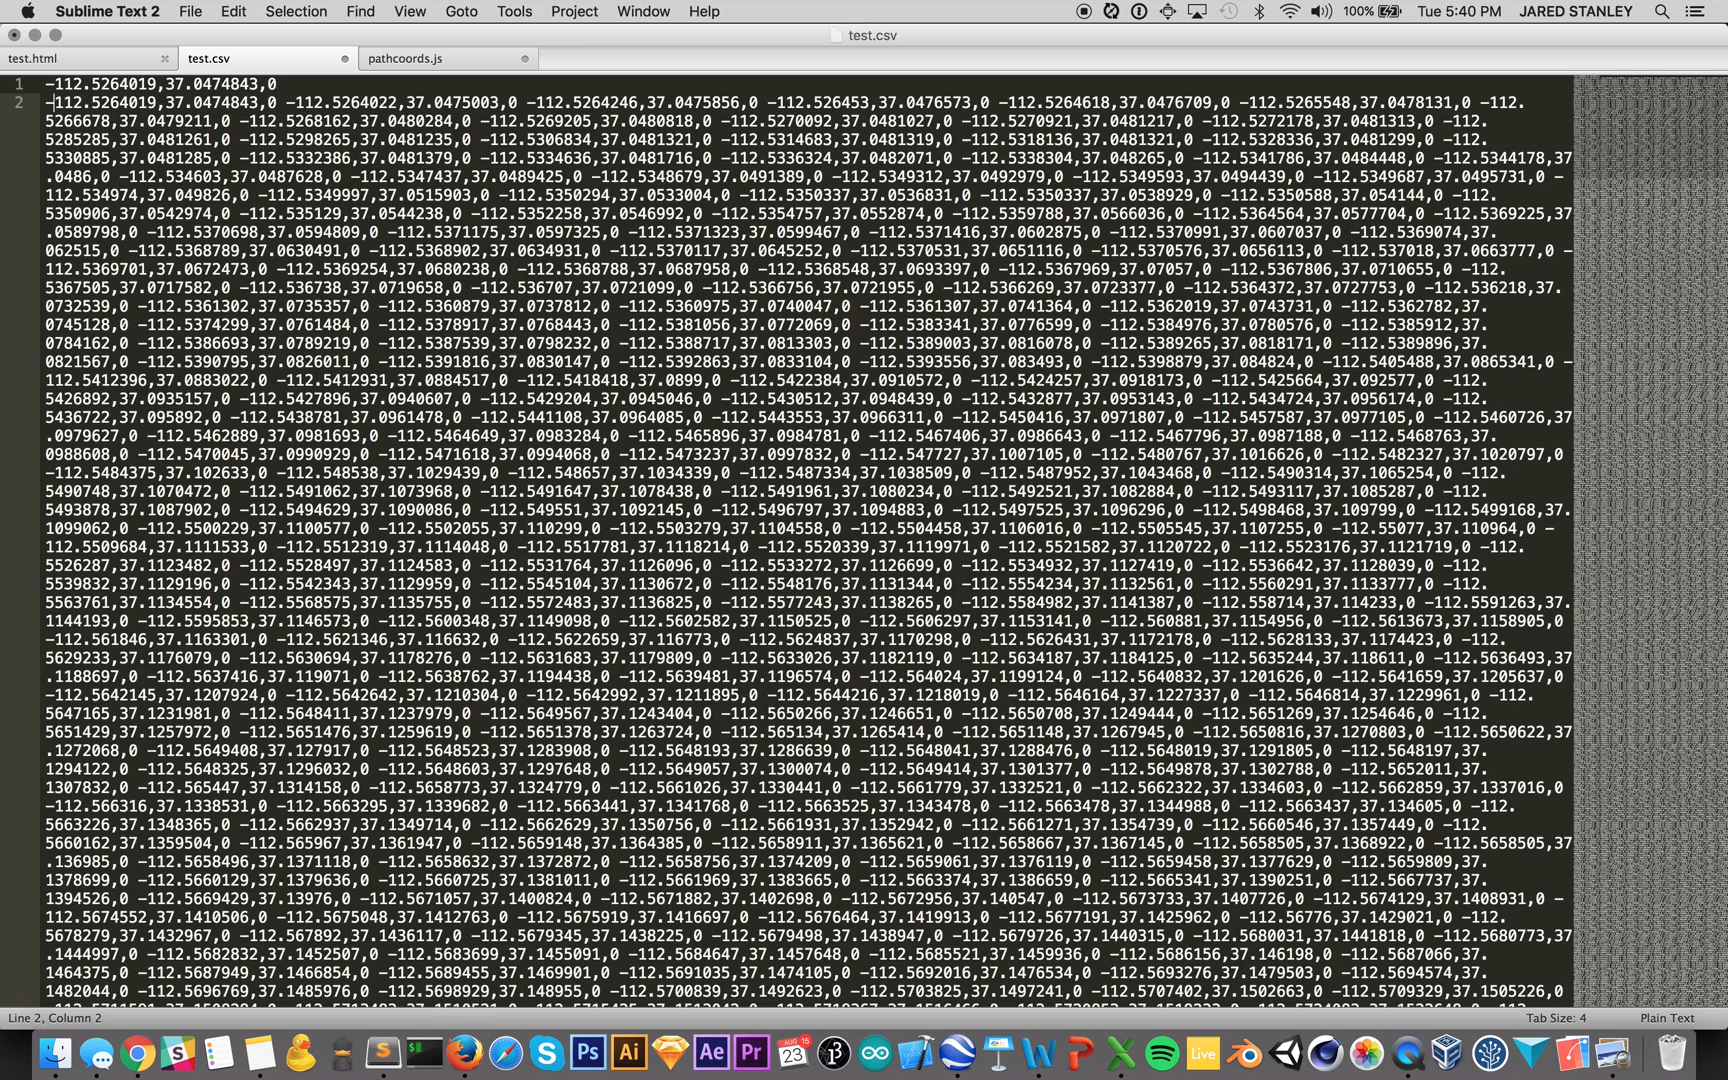 Sublime Text 2 File Edit Selection Find View Goto Tools Project Window Help 100% Tue 5:40 PM JARED STANLEY
test.csv
test.html test.csv pathcoords.js
1 -112.5264019,37.0474843,0
2 -112.5264019,37.0474843,0 -112.5264022,37.0475003,0 -112.5264246,37.0475856,0 -112.526453,37.0476573,0 -112.5264618,37.0476709,0 -112.5265548,37.0478131,0 -112.
5266678,37.0479211,0 -112.5268162,37.0480284,0 -112.5269205,37.0480818,0 -112.5270092,37.0481027,0 -112.5270921,37.0481217,0 -112.5272178,37.0481313,0 -112.
5285285,37.0481261,0 -112.5298265,37.0481235,0 -112.5306834,37.0481321,0 -112.5314683,37.0481319,0 -112.5318136,37.0481321,0 -112.5328336,37.0481299,0 -112.
5330885,37.0481285,0 -112.5332386,37.0481379,0 -112.5334636,37.0481716,0 -112.5336324,37.0482071,0 -112.5338304,37.048265,0 -112.5341786,37.0484448,0 -112.5344178,37
.0486,0 -112.534603,37.0487628,0 -112.5347437,37.0489425,0 -112.5348679,37.0491389,0 -112.5349312,37.0492979,0 -112.5349593,37.0494439,0 -112.5349687,37.0495731,0 -
112.534974,37.049826,0 -112.5349997,37.0515903,0 -112.5350294,37.0533004,0 -112.5350337,37.0536831,0 -112.5350337,37.0538929,0 -112.5350588,37.054144,0 -112.
5350906,37.0542974,0 -112.535129,37.0544238,0 -112.5352258,37.0546992,0 -112.5354757,37.0552874,0 -112.5359788,37.0566036,0 -112.5364564,37.0577704,0 -112.5369225,37
.0589798,0 -112.5370698,37.0594809,0 -112.5371175,37.0597325,0 -112.5371323,37.0599467,0 -112.5371416,37.0602875,0 -112.5370991,37.0607037,0 -112.5369074,37.
062515,0 -112.5368789,37.0630491,0 -112.5368902,37.0634931,0 -112.5370117,37.0645252,0 -112.5370531,37.0651116,0 -112.5370576,37.0656113,0 -112.537018,37.0663777,0 -
112.5369701,37.0672473,0 -112.5369254,37.0680238,0 -112.5368788,37.0687958,0 -112.5368548,37.0693397,0 -112.5367969,37.07057,0 -112.5367806,37.0710655,0 -112.
5367505,37.0717582,0 -112.536738,37.0719658,0 -112.536707,37.0721099,0 -112.5366756,37.0721955,0 -112.5366269,37.0723377,0 -112.5364372,37.0727753,0 -112.536218,37.
0732539,0 -112.5361302,37.0735357,0 -112.5360879,37.0737812,0 -112.5360975,37.0740047,0 -112.5361307,37.0741364,0 -112.5362019,37.0743731,0 -112.5362782,37.
0745128,0 -112.5374299,37.0761484,0 -112.5378917,37.0768443,0 -112.5381056,37.0772069,0 -112.5383341,37.0776599,0 -112.5384976,37.0780576,0 -112.5385912,37.
0784162,0 -112.5386693,37.0789219,0 -112.5387539,37.0798232,0 -112.5388717,37.0813303,0 -112.5389003,37.0816078,0 -112.5389265,37.0818171,0 -112.5389896,37.
0821567,0 -112.5390795,37.0826011,0 -112.5391816,37.0830147,0 -112.5392863,37.0833104,0 -112.5393556,37.083493,0 -112.5398879,37.084824,0 -112.5405488,37.0865341,0 -
112.5412396,37.0883022,0 -112.5412931,37.0884517,0 -112.5418418,37.0899,0 -112.5422384,37.0910572,0 -112.5424257,37.0918173,0 -112.5425664,37.092577,0 -112.
5426892,37.0935157,0 -112.5427896,37.0940607,0 -112.5429204,37.0945046,0 -112.5430512,37.0948439,0 -112.5432877,37.0953143,0 -112.5434724,37.0956174,0 -112.
5436722,37.095892,0 -112.5438781,37.0961478,0 -112.5441108,37.0964085,0 -112.5443553,37.0966311,0 -112.5450416,37.0971807,0 -112.5457587,37.0977105,0 -112.5460726,37
.0979627,0 -112.5462889,37.0981693,0 -112.5464649,37.0983284,0 -112.5465896,37.0984781,0 -112.5467406,37.0986643,0 -112.5467796,37.0987188,0 -112.5468763,37.
0988608,0 -112.5470045,37.0990929,0 -112.5471618,37.0994068,0 -112.5473237,37.0997832,0 -112.547727,37.1007105,0 -112.5480767,37.1016626,0 -112.5482327,37.1020797,0
-112.5484375,37.102633,0 -112.548538,37.1029439,0 -112.548657,37.1034339,0 -112.5487334,37.1038509,0 -112.5487952,37.1043468,0 -112.5490314,37.1065254,0 -112.
5490748,37.1070472,0 -112.5491062,37.1073968,0 -112.5491647,37.1078438,0 -112.5491961,37.1080234,0 -112.5492521,37.1082884,0 -112.5493117,37.1085287,0 -112.
5493878,37.1087902,0 -112.5494629,37.1090086,0 -112.549551,37.1092145,0 -112.5496797,37.1094883,0 -112.5497525,37.1096296,0 -112.5498468,37.109799,0 -112.5499168,37.
1099062,0 -112.5500229,37.1100577,0 -112.5502055,37.110299,0 -112.5503279,37.1104558,0 -112.5504458,37.1106016,0 -112.5505545,37.1107255,0 -112.55077,37.110964,0 -
112.5509684,37.1111533,0 -112.5512319,37.1114048,0 -112.5517781,37.1118214,0 -112.5520339,37.1119971,0 -112.5521582,37.1120722,0 -112.5523176,37.1121719,0 -112.
5526287,37.1123482,0 -112.5528497,37.1124583,0 -112.5531764,37.1126096,0 -112.5533272,37.1126699,0 -112.5534932,37.1127419,0 -112.5536642,37.1128039,0 -112.
5539832,37.1129196,0 -112.5542343,37.1129959,0 -112.5545104,37.1130672,0 -112.5548176,37.1131344,0 -112.5554234,37.1132561,0 -112.5560291,37.1133777,0 -112.
5563761,37.1134554,0 -112.5568575,37.1135755,0 -112.5572483,37.1136825,0 -112.5577243,37.1138265,0 -112.5584982,37.1141387,0 -112.558714,37.114233,0 -112.5591263,37.
1144193,0 -112.5595853,37.1146573,0 -112.5600348,37.1149098,0 -112.5602582,37.1150525,0 -112.5606297,37.1153141,0 -112.560881,37.1154956,0 -112.5613673,37.1158905,0
-112.561846,37.1163301,0 -112.5621346,37.116632,0 -112.5622659,37.116773,0 -112.5624837,37.1170298,0 -112.5626431,37.1172178,0 -112.5628133,37.1174423,0 -112.
5629233,37.1176079,0 -112.5630694,37.1178276,0 -112.5631683,37.1179809,0 -112.5633026,37.1182119,0 -112.5634187,37.1184125,0 -112.5635244,37.118611,0 -112.5636493,37
.1188697,0 -112.5637416,37.119071,0 -112.5638762,37.1194438,0 -112.5639481,37.1196574,0 -112.564024,37.1199124,0 -112.5640832,37.1201626,0 -112.5641659,37.1205637,0
-112.5642145,37.1207924,0 -112.5642642,37.1210304,0 -112.5642992,37.1211895,0 -112.5644216,37.1218019,0 -112.5646164,37.1227337,0 -112.5646814,37.1229961,0 -112.
5647165,37.1231981,0 -112.5648411,37.1237979,0 -112.5649567,37.1243404,0 -112.5650266,37.1246651,0 -112.5650708,37.1249444,0 -112.5651269,37.1254646,0 -112.
5651429,37.1257972,0 -112.5651476,37.1259619,0 -112.5651378,37.1263724,0 -112.565134,37.1265414,0 -112.5651148,37.1267945,0 -112.5650816,37.1270803,0 -112.5650622,37
.1272068,0 -112.5649408,37.127917,0 -112.5648523,37.1283908,0 -112.5648193,37.1286639,0 -112.5648041,37.1288476,0 -112.5648019,37.1291805,0 -112.5648197,37.
1294122,0 -112.5648325,37.1296032,0 -112.5648603,37.1297648,0 -112.5649057,37.1300074,0 -112.5649414,37.1301377,0 -112.5649878,37.1302788,0 -112.5652011,37.
1307832,0 -112.565447,37.1314158,0 -112.5658773,37.1324779,0 -112.5661026,37.1330441,0 -112.5661779,37.1332521,0 -112.5662322,37.1334603,0 -112.5662859,37.1337016,0
-112.566316,37.1338531,0 -112.5663295,37.1339682,0 -112.5663441,37.1341768,0 -112.5663525,37.1343478,0 -112.5663478,37.1344988,0 -112.5663437,37.134605,0 -112.
5663226,37.1348365,0 -112.5662937,37.1349714,0 -112.5662629,37.1350756,0 -112.5661931,37.1352942,0 -112.5661271,37.1354739,0 -112.5660546,37.1357449,0 -112.
5660162,37.1359504,0 -112.565967,37.1361947,0 -112.5659148,37.1364385,0 -112.5658911,37.1365621,0 -112.5658667,37.1367145,0 -112.5658505,37.1368922,0 -112.5658505,37
.136985,0 -112.5658496,37.1371118,0 -112.5658632,37.1372872,0 -112.5658756,37.1374209,0 -112.5659061,37.1376119,0 -112.5659458,37.1377629,0 -112.5659809,37.
1378699,0 -112.5660129,37.1379636,0 -112.5660725,37.1381011,0 -112.5661969,37.1383665,0 -112.5663374,37.1386659,0 -112.5665341,37.1390251,0 -112.5667737,37.
1394526,0 -112.5669429,37.13976,0 -112.5671057,37.1400824,0 -112.5671882,37.1402698,0 -112.5672956,37.140547,0 -112.5673733,37.1407726,0 -112.5674129,37.1408931,0 -
112.5674552,37.1410506,0 -112.5675048,37.1412763,0 -112.5675919,37.1416697,0 -112.5676464,37.1419913,0 -112.5677191,37.1425962,0 -112.56776,37.1429021,0 -112.
5678279,37.1432967,0 -112.567892,37.1436117,0 -112.5679345,37.1438225,0 -112.5679498,37.1438947,0 -112.5679726,37.1440315,0 -112.5680031,37.1441818,0 -112.5680773,37
.1444997,0 -112.5682832,37.1452507,0 -112.5683699,37.1455091,0 -112.5684647,37.1457648,0 -112.5685521,37.1459936,0 -112.5693156,37.146198,0 -112.5687066,37.
1464375,0 -112.5687949,37.1466854,0 -112.5689455,37.1469901,0 -112.5691035,37.1474105,0 -112.5692016,37.1476534,0 -112.5693256,37.1479503,0 -112.5694574,37.
1482044,0 -112.5696769,37.1485976,0 -112.5698929,37.148955,0 -112.5700839,37.1492623,0 -112.5703825,37.1497127,0 -112.5707402,37.1502663,0 -112.5709329,37.1505226,0
Line 2, Column 2 Tab Size: 4 Plain Text
S Ps Ai Ae Pr AUG 23 W P X Live